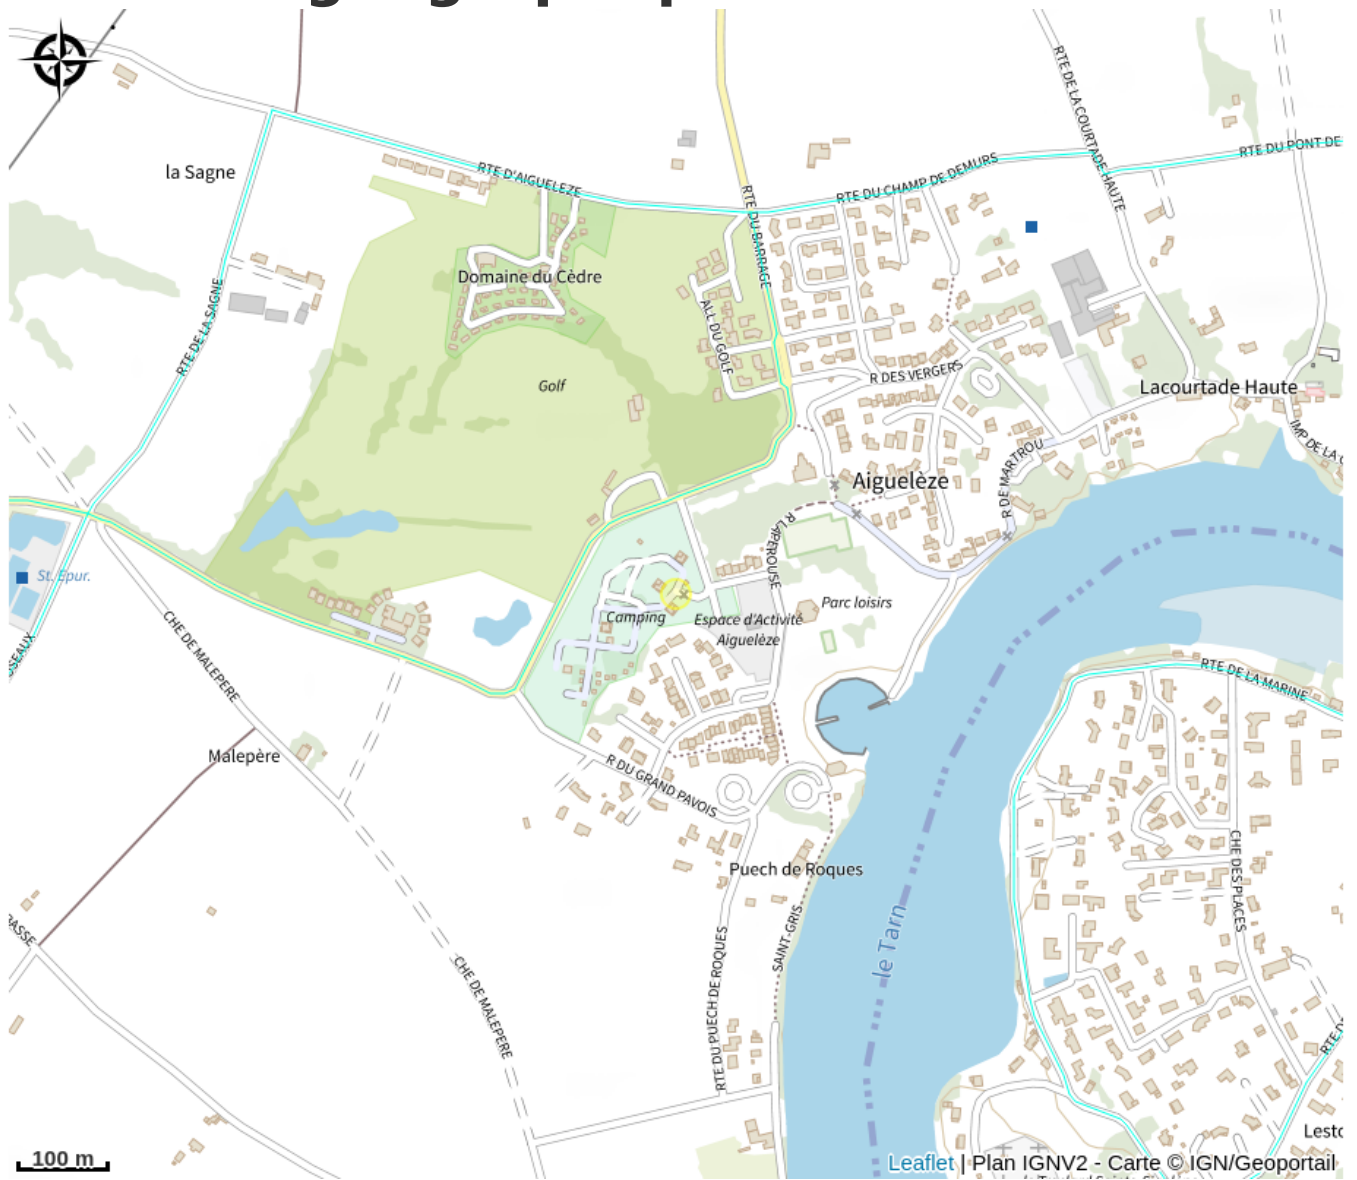 RTE DE LA COURTADE HAUTE
RTE DU PONT DE
la Sagne
RTE D'AIGUELEZE
RTE DU CHAMP DE DEMURS
RTE DU BARRAGE
Domaine du Cèdre
RTE DE LA SAGNE
ALL DU GOLF
Golf
R DES VERGERS
Lacourtade Haute
IMP DE LA C
Aiguelèze
R DE MARTROU
R LAPEROUSE
St. Epur.
Camping
Parc loisirs
Espace d'Activité
Aiguelèze
CHE DE MALEPERE
RTE DE LA MARINE
Malepère
R DU GRAND PAVOIS
Puech de Roques
CHE DES PLACES
le Tarn
SAINT-GRIS
RTE DU PUECH DE ROQUES
CHE DE MALEPERE
100 m
Leaflet | Plan IGNV2 - Carte © IGN/Geoportail